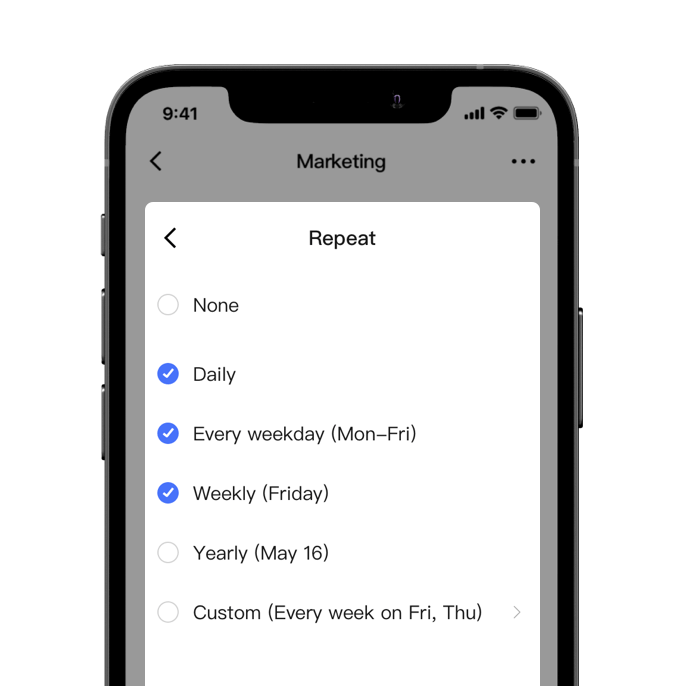 9:41
Marketing
Repeat
None
Daily
Every weekday (Mon–Fri)
Weekly (Friday)
Yearly (May 16)
Custom (Every week on Fri, Thu)